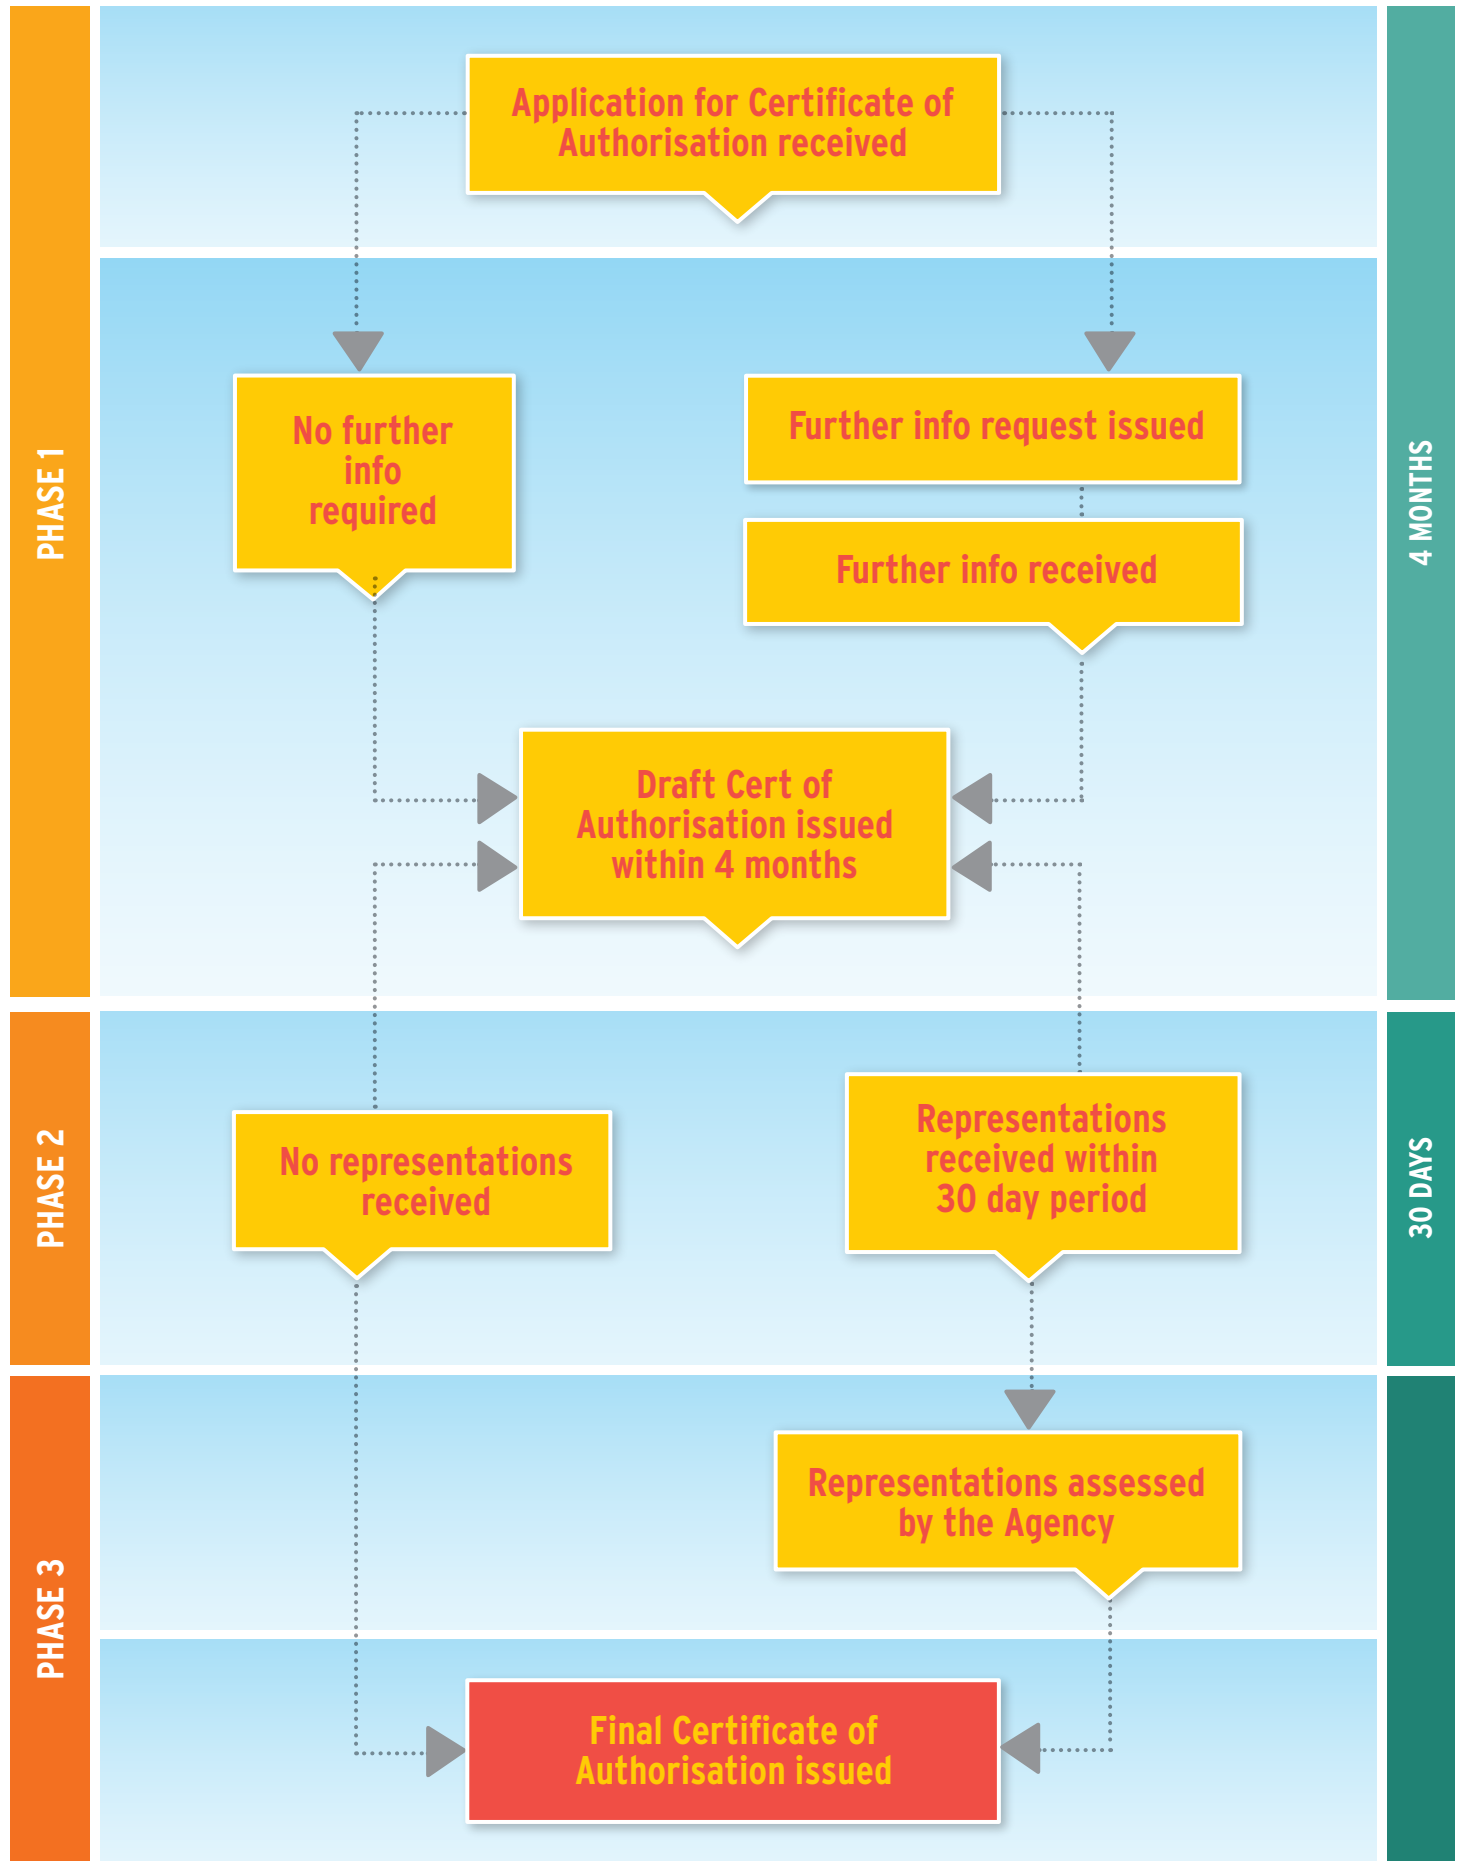 Application for Certificate of
Authorisation received
PHASE 1
4 MONTHS
No further
info
required
Further info request issued
Further info received
Draft Cert of
Authorisation issued
within 4 months
PHASE 2
30 DAYS
No representations
received
Representations
received within
30 day period
PHASE 3
Representations assessed
by the Agency
Final Certificate of
Authorisation issued